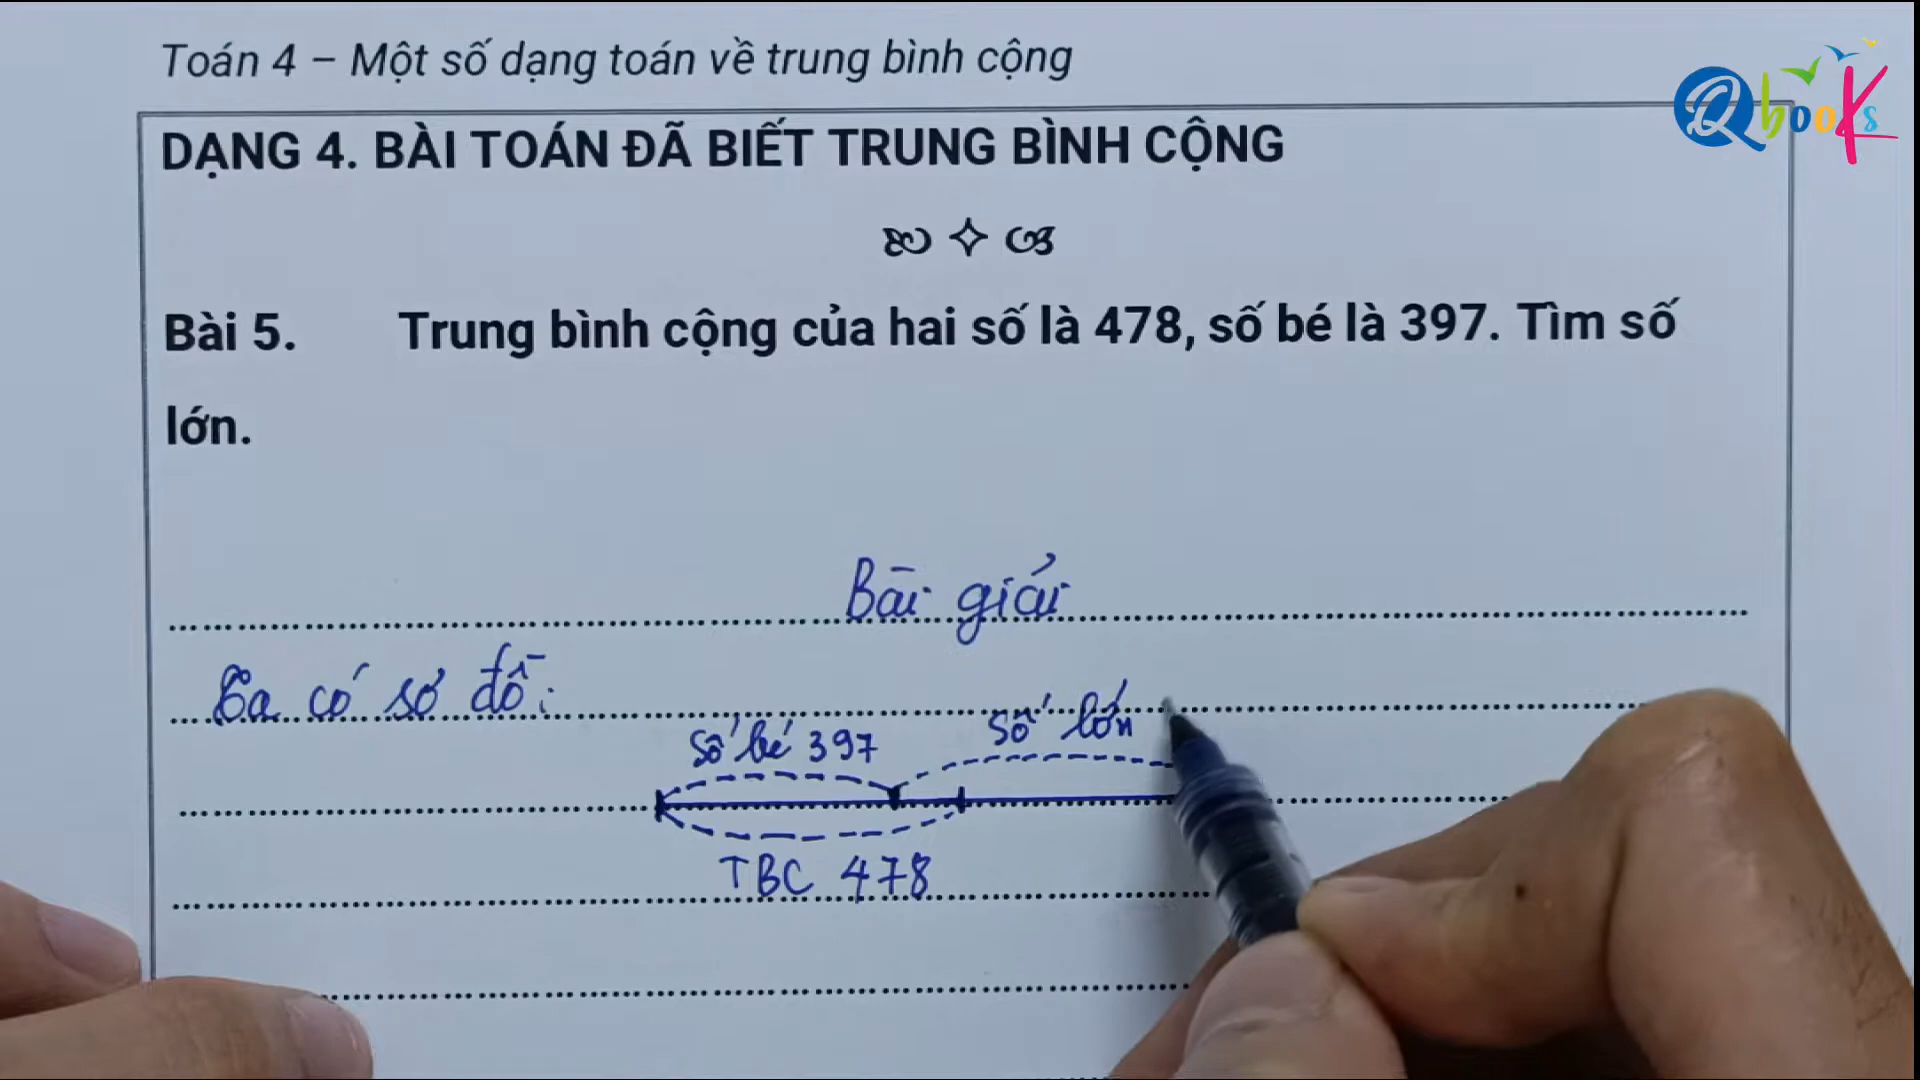 Toán 4 – Một số dạng toán về trung bình cộng
Qbooks
DẠNG 4. BÀI TOÁN ĐÃ BIẾT TRUNG BÌNH CỘNG
Bài 5. Trung bình cộng của hai số là 478, số bé là 397. Tìm số
lớn.
Bài giải
Ta có sơ đồ:
Số bé 397
Số lớn
TBC 478